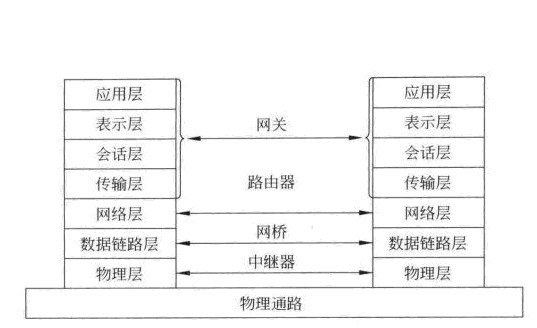 应用层
表示层
会话层
传输层
网络层
数据链路层
物理层
网关
路由器
网桥
中继器
应用层
表示层
会话层
传输层
网络层
数据链路层
物理层
物理通路